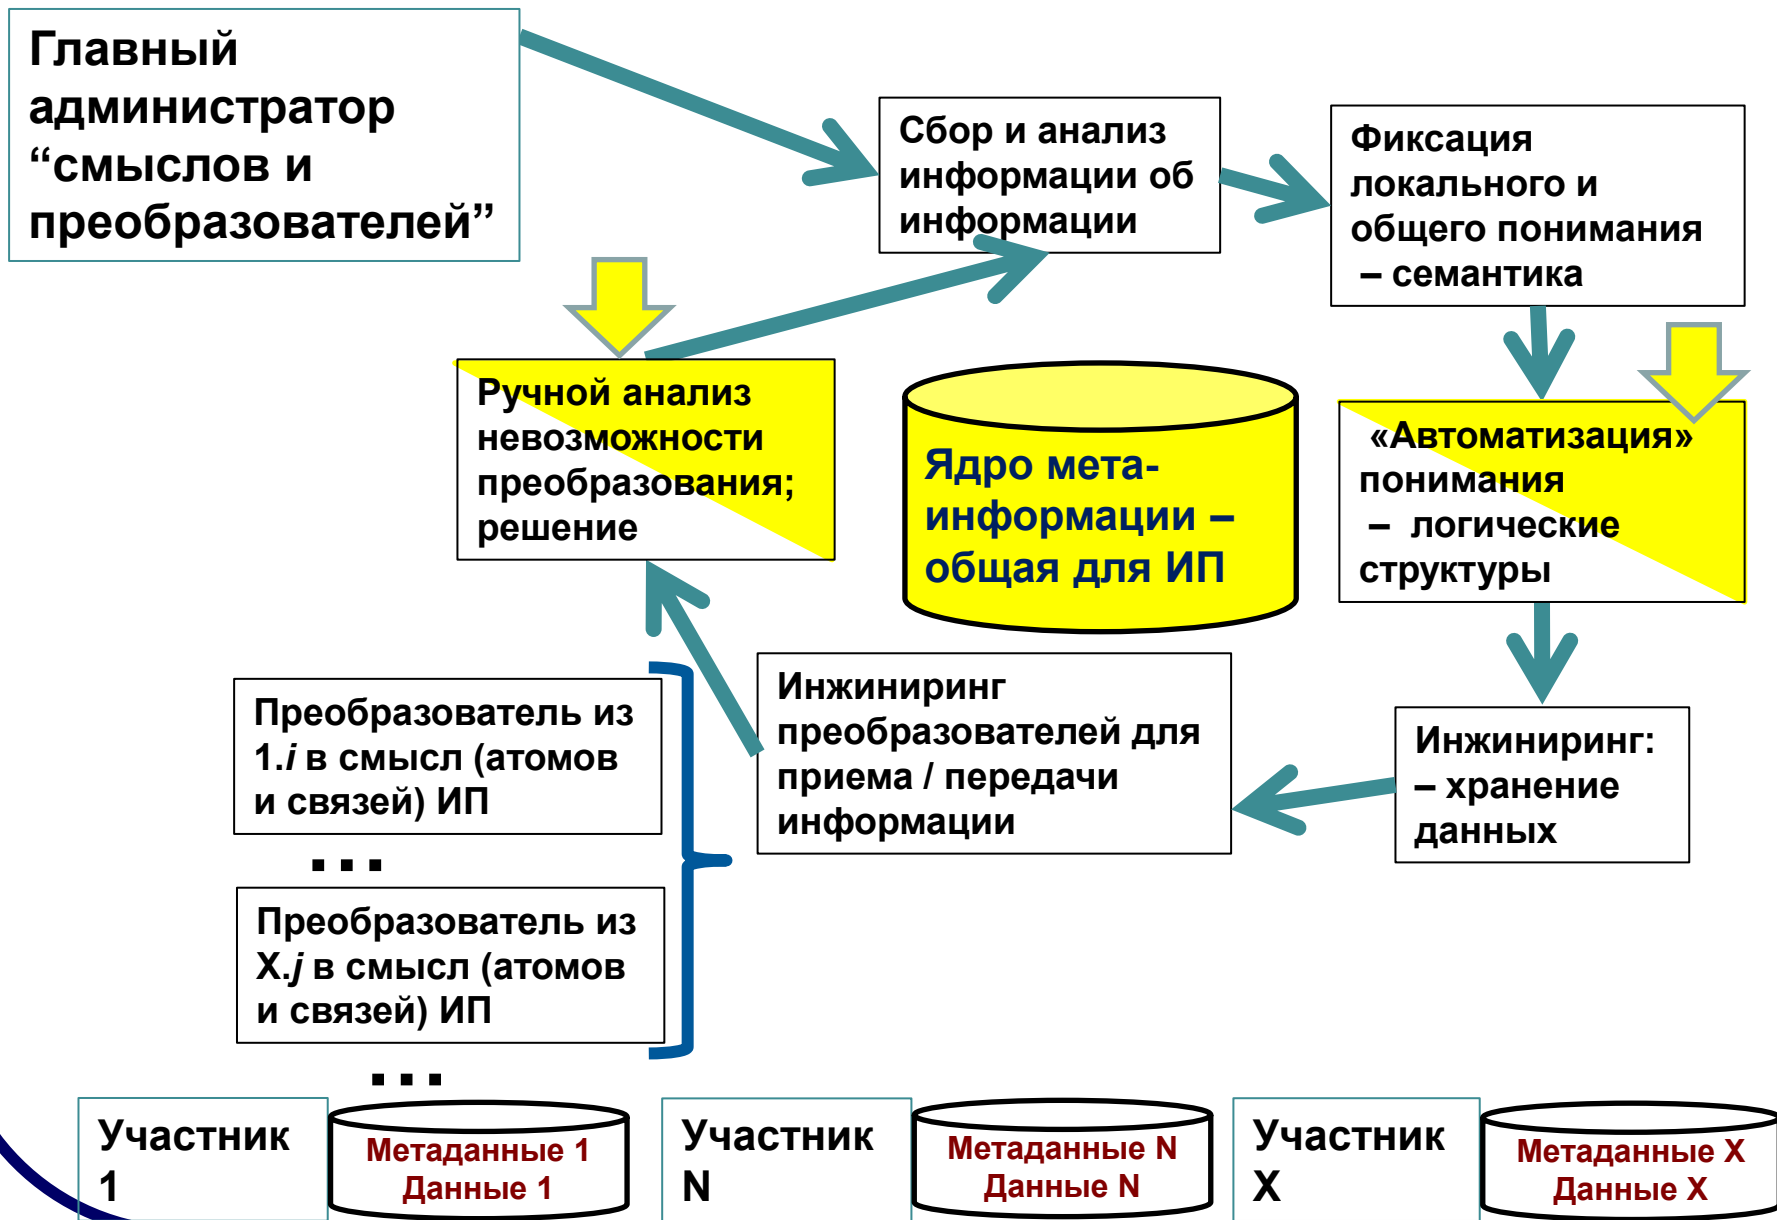 Главный
администратор
“смыслов и
преобразователей”
Сбор и анализ
информации об
информации
Фиксация
локального и
общего понимания
– семантика
Ручной анализ
невозможности
преобразования;
решение
Ядро мета-
информации –
общая для ИП
«Автоматизация»
понимания
– логические
структуры
Преобразователь из
1.i в смысл (атомов
и связей) ИП
...
Преобразователь из
X.j в смысл (атомов
и связей) ИП
...
Инжиниринг
преобразователей для
приема / передачи
информации
Инжиниринг:
– хранение
данных
Участник
1
Метаданные 1
Данные 1
Участник
N
Метаданные N
Данные N
Участник
X
Метаданные X
Данные X